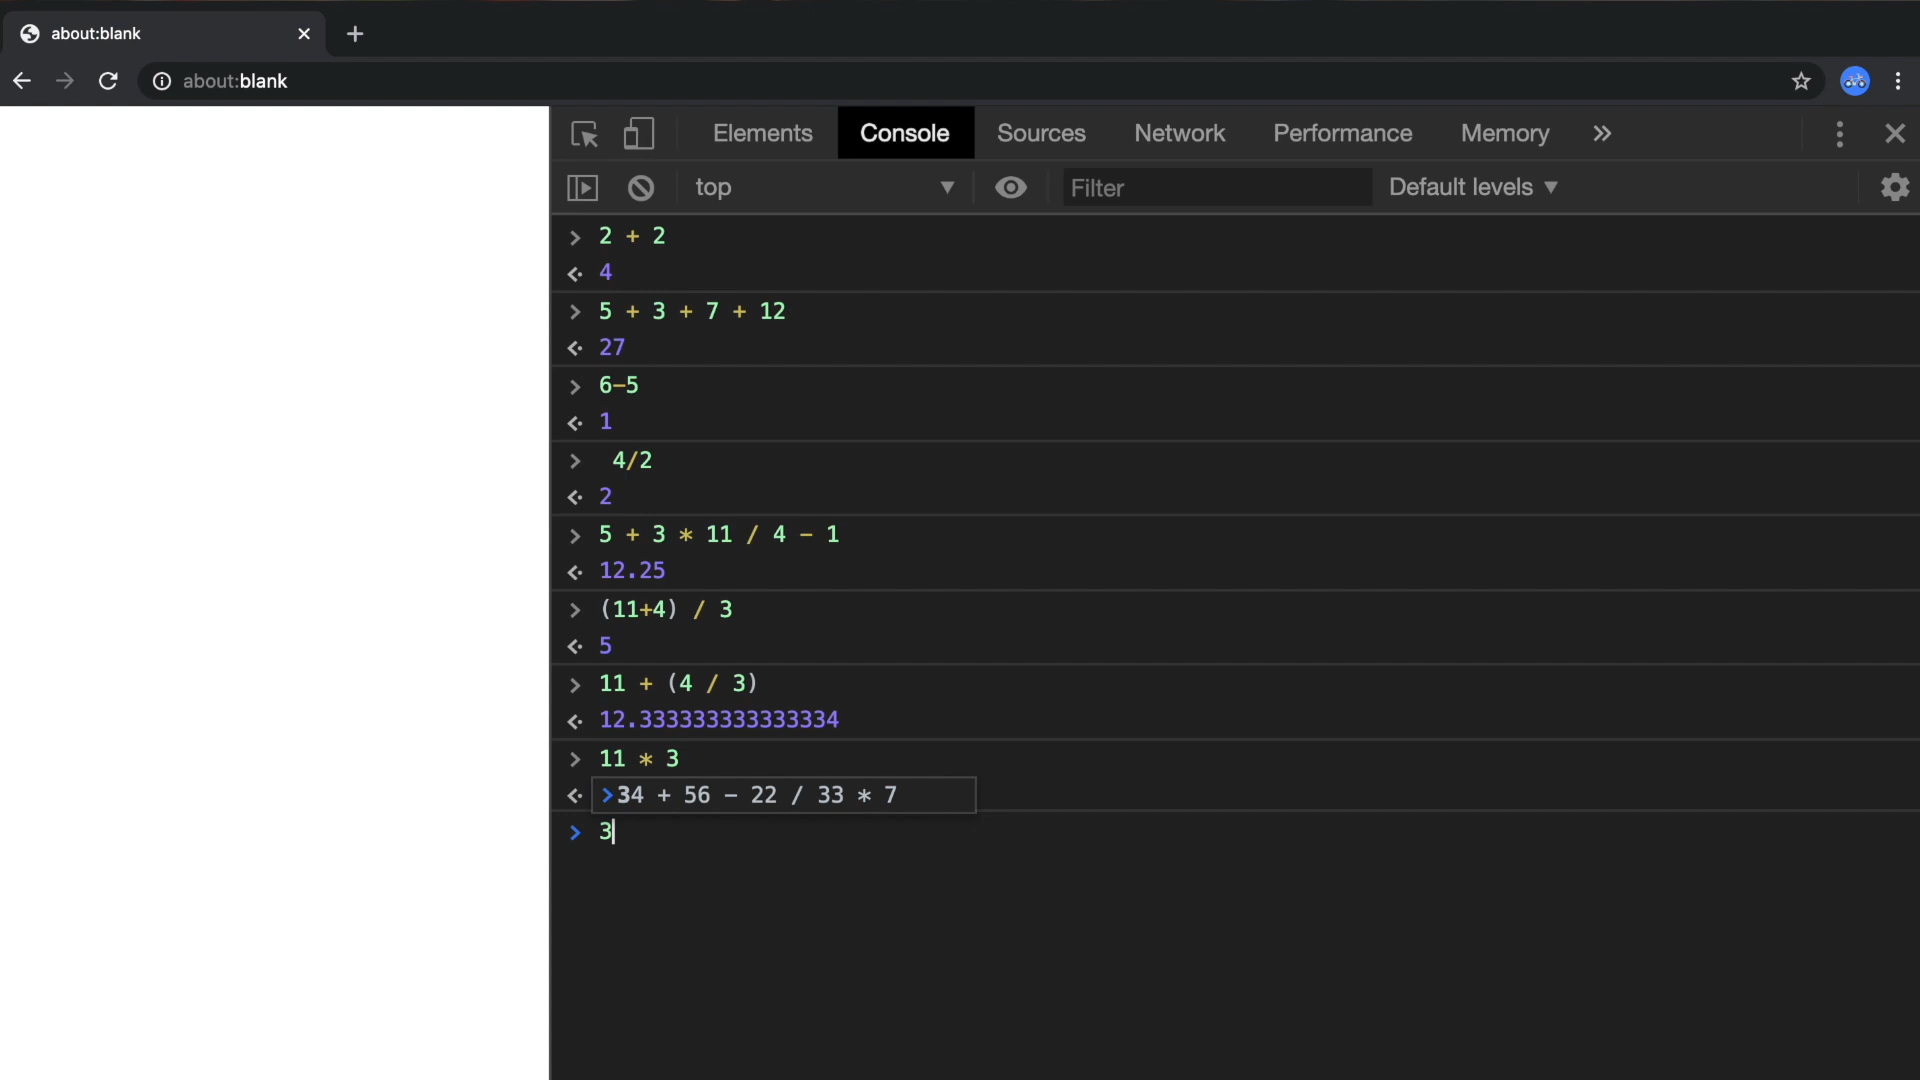 about:blank
about:blank
Elements Console Sources Network Performance Memory
top Filter Default levels
> 2 + 2
4
> 5 + 3 + 7 + 12
27
> 6-5
1
> 4/2
2
> 5 + 3 * 11 / 4 - 1
12.25
> (11+4) / 3
5
> 11 + (4 / 3)
12.333333333333334
> 11 * 3
>34 + 56 - 22 / 33 * 7
> 3